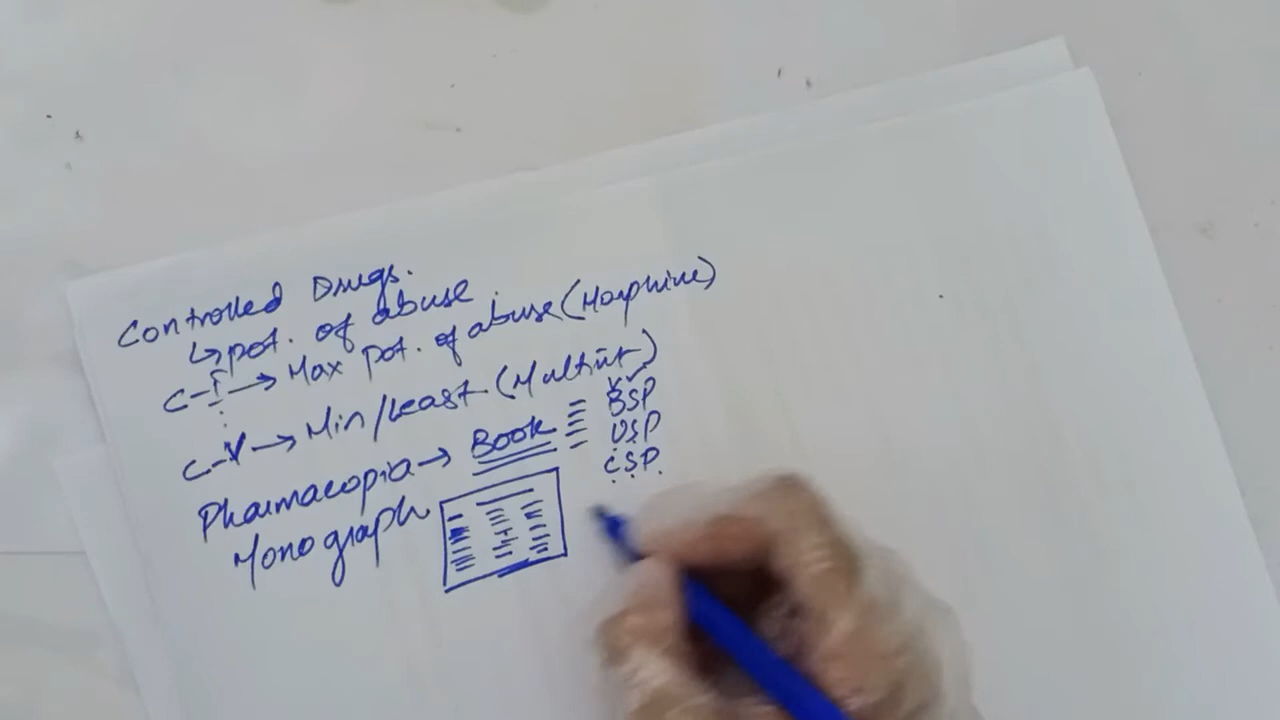 Controlled Drugs.
↳ pot. of abuse.
C-I → Max pot. of abuse (Morphine)
C-V → Min/Least (Multivit)
Pharmacopia → Book
BSP
USP
CSP.
Monograph